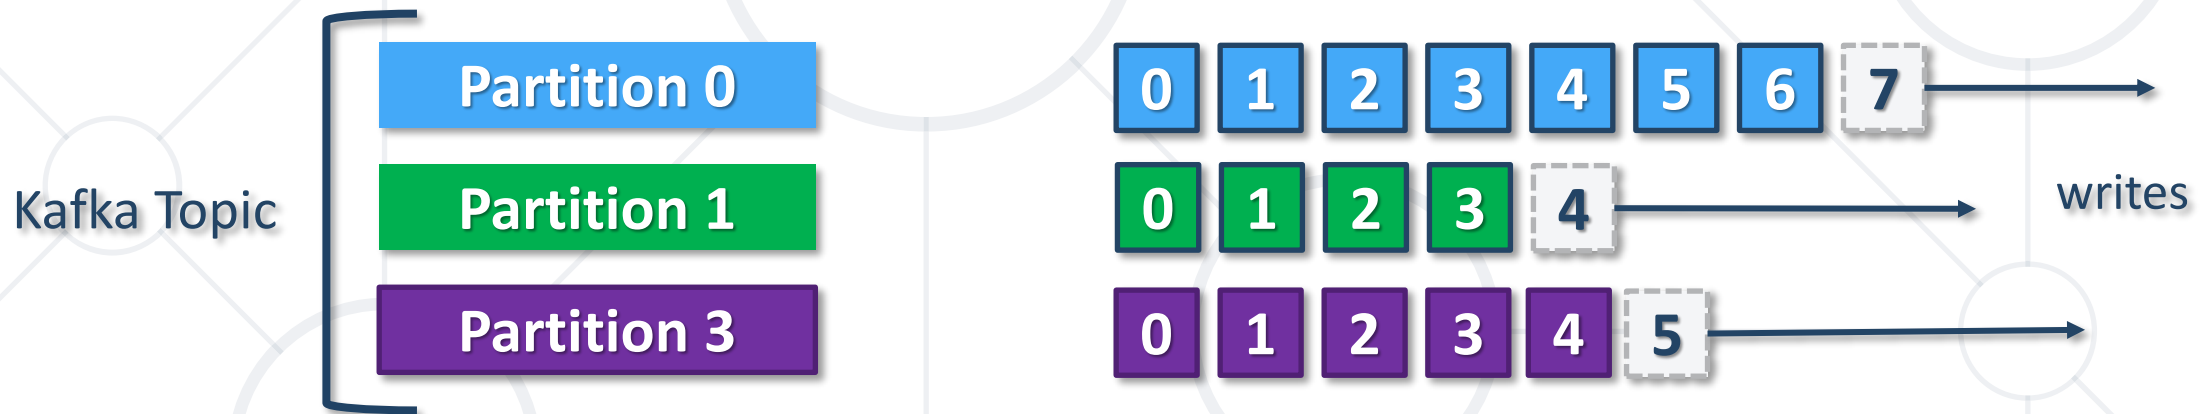 Kafka Topic
Partition 0
0 1 2 3 4 5 6 7
Partition 1
0 1 2 3 4
writes
Partition 3
0 1 2 3 4 5